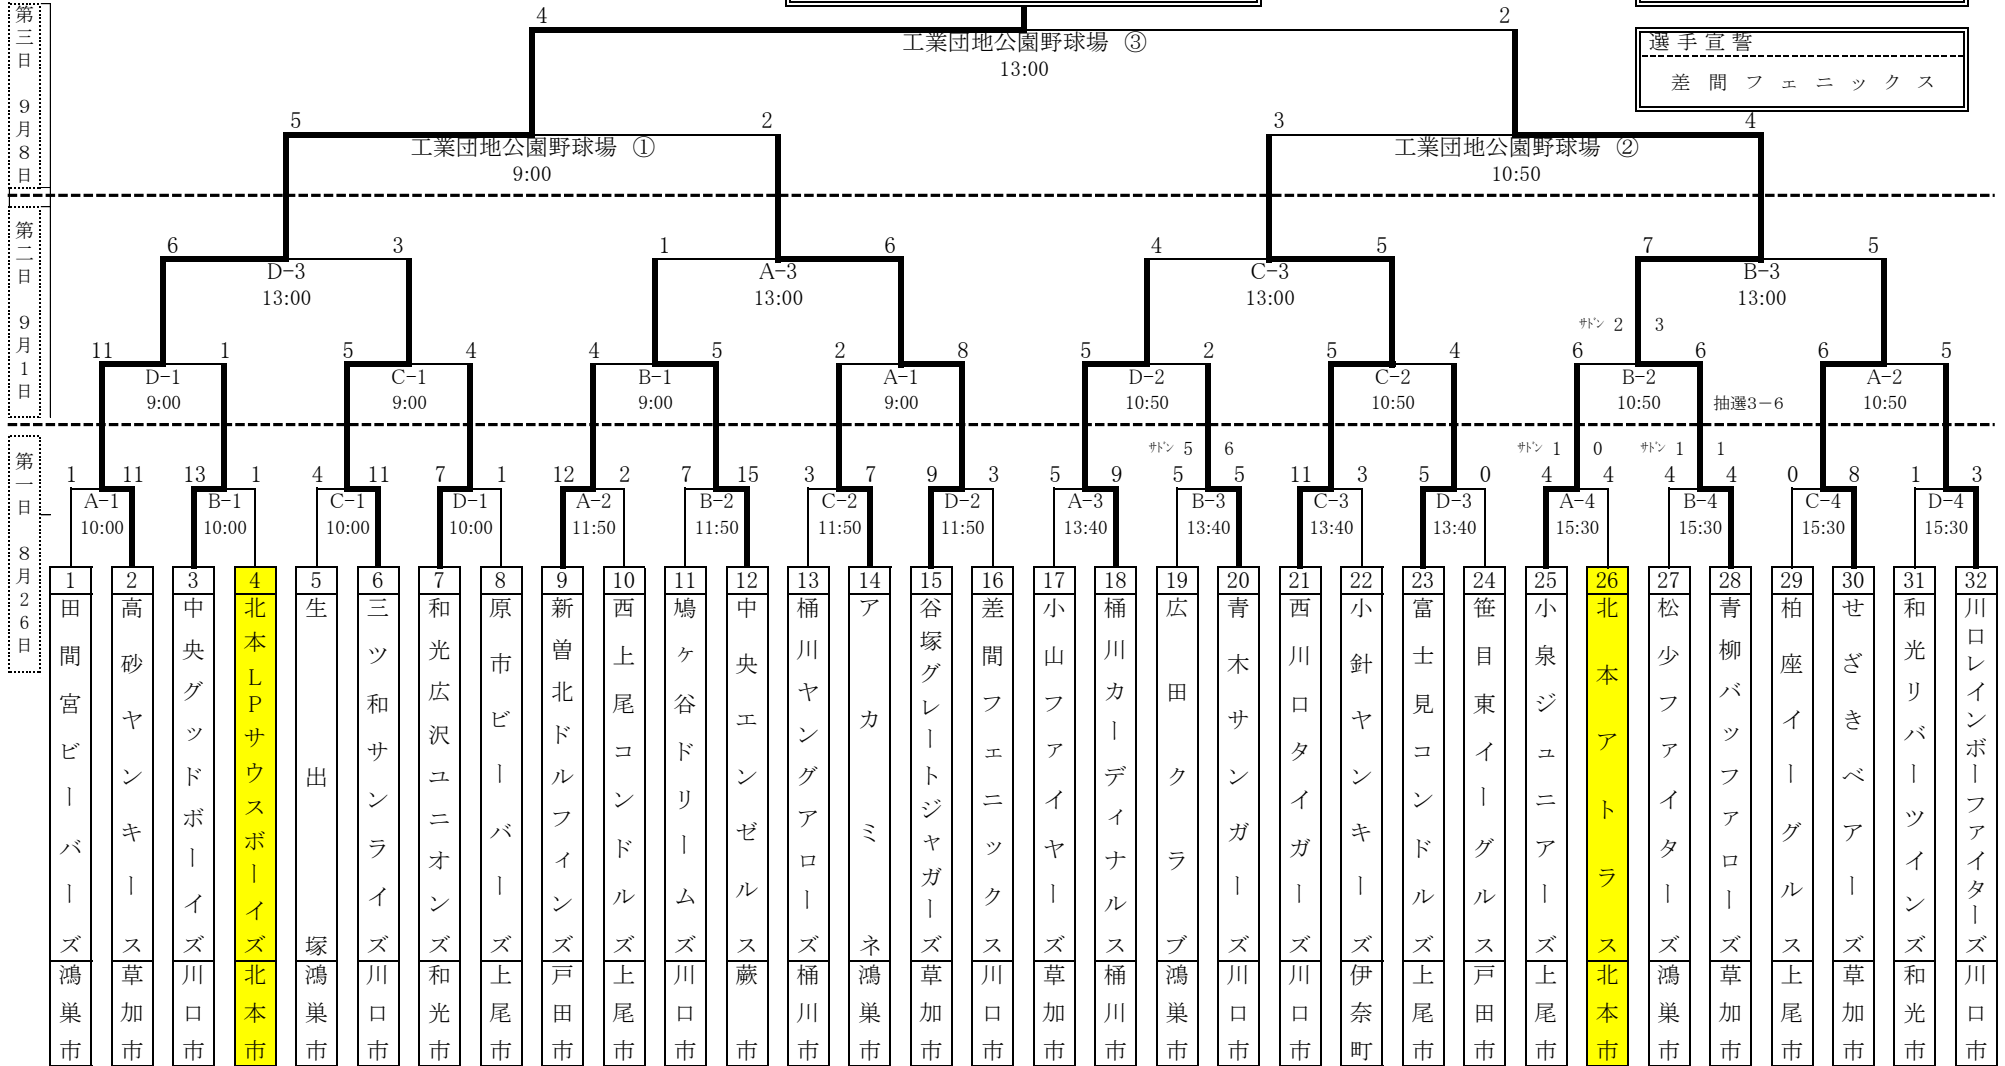 第三日 9月8日
4 2
工業団地公園野球場 ③
13:00
選手宣誓
差間フェニックス
5 2 3 4
工業団地公園野球場 ① 工業団地公園野球場 ②
9:00 10:50
第二日 9月1日
6 3 1 6 4 5 7 5
D-3 A-3 C-3 B-3
13:00 13:00 13:00 13:00
サドン 2 3
11 1 5 4 4 5 2 8 5 2 5 4 6 6 6 5
D-1 C-1 B-1 A-1 D-2 C-2 B-2 A-2
9:00 9:00 9:00 9:00 10:50 10:50 10:50 抽選3-6 10:50
第一日 8月26日
サドン 5 6 サドン 1 0 サドン 1 1
1 11 13 1 4 11 7 1 12 2 7 15 3 7 9 3 5 9 5 5 11 3 5 0 4 4 4 4 0 8 1 3
A-1 B-1 C-1 D-1 A-2 B-2 C-2 D-2 A-3 B-3 C-3 D-3 A-4 B-4 C-4 D-4
10:00 10:00 10:00 10:00 11:50 11:50 11:50 11:50 13:40 13:40 13:40 13:40 15:30 15:30 15:30 15:30
1 田間宮ビーバーズ 鴻巣市
2 高砂ヤンキース 草加市
3 中央グッドボーイズ 川口市
4 北本LPサウスボーイズ 北本市
5 生出塚 鴻巣市
6 三ツ和サンライズ 川口市
7 和光広沢ユニオンズ 和光市
8 原市ビーバーズ 上尾市
9 新曽北ドルフィンズ 戸田市
10 西上尾コンドルズ 上尾市
11 鳩ヶ谷ドリームズ 川口市
12 中央エンゼルス 蕨市
13 桶川ヤングアローズ 桶川市
14 アカミネ 鴻巣市
15 谷塚グレートジャガーズ 草加市
16 差間フェニックス 川口市
17 小山ファイヤーズ 草加市
18 桶川カーディナルス 桶川市
19 広田クラブ 鴻巣市
20 青木サンガーズ 川口市
21 西川口タイガーズ 川口市
22 小針ヤンキーズ 伊奈町
23 富士見コンドルズ 上尾市
24 笹目東イーグルス 戸田市
25 小泉ジュニアーズ 上尾市
26 北本アトラス 北本市
27 松少ファイターズ 鴻巣市
28 青柳バッファローズ 草加市
29 柏座イーグルス 上尾市
30 せざきベアーズ 草加市
31 和光リバーツインズ 和光市
32 川口レインボーファイターズ 川口市